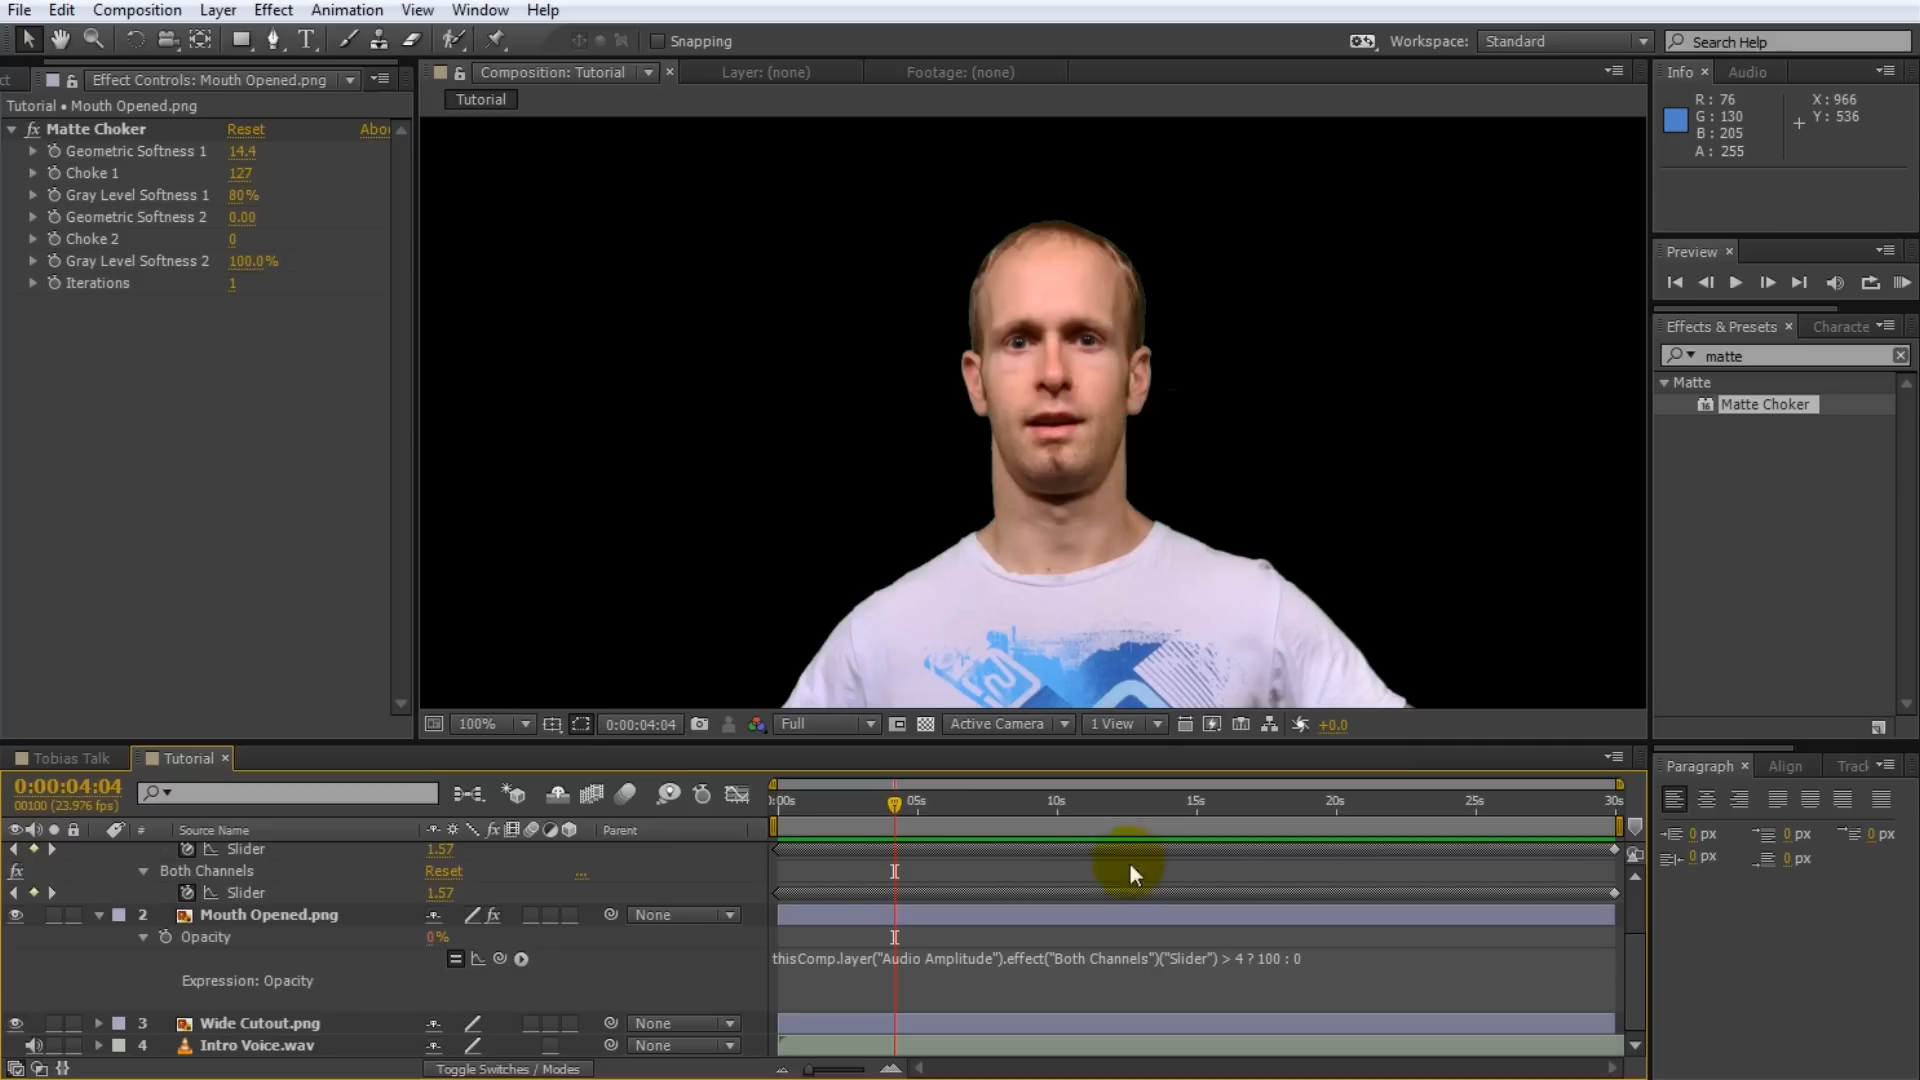 File Edit Composition Layer Effect Animation View Window Help
Snapping Workspace: Standard Search Help
Effect Controls: Mouth Opened.png
Composition: Tutorial Layer: (none) Footage: (none)
Info Audio
Tutorial • Mouth Opened.png
Tutorial
R: 76 X: 966
G: 130 Y: 536
B: 205
A: 255
Matte Choker Reset Abou
Geometric Softness 1 14.4
Choke 1 127
Gray Level Softness 1 80%
Geometric Softness 2 0.00
Choke 2 0
Gray Level Softness 2 100.0%
Iterations 1
Preview
Effects & Presets Characte
matte
Matte
Matte Choker
100% 0:00:04:04 Full Active Camera 1 View +0.0
Tobias Talk Tutorial
Paragraph Align Trac
0:00:04:04
00100 (23.976 fps)
0:00s 05s 10s 15s 20s 25s 30s
# Source Name Parent
Slider 1.57
Both Channels Reset ...
Slider 1.57
2 Mouth Opened.png None
Opacity 0%
thisComp.layer("Audio Amplitude").effect("Both Channels")("Slider") > 4 ? 100 : 0
Expression: Opacity
3 Wide Cutout.png None
4 Intro Voice.wav None
Toggle Switches / Modes
0 px 0 px 0 px
0 px 0 px